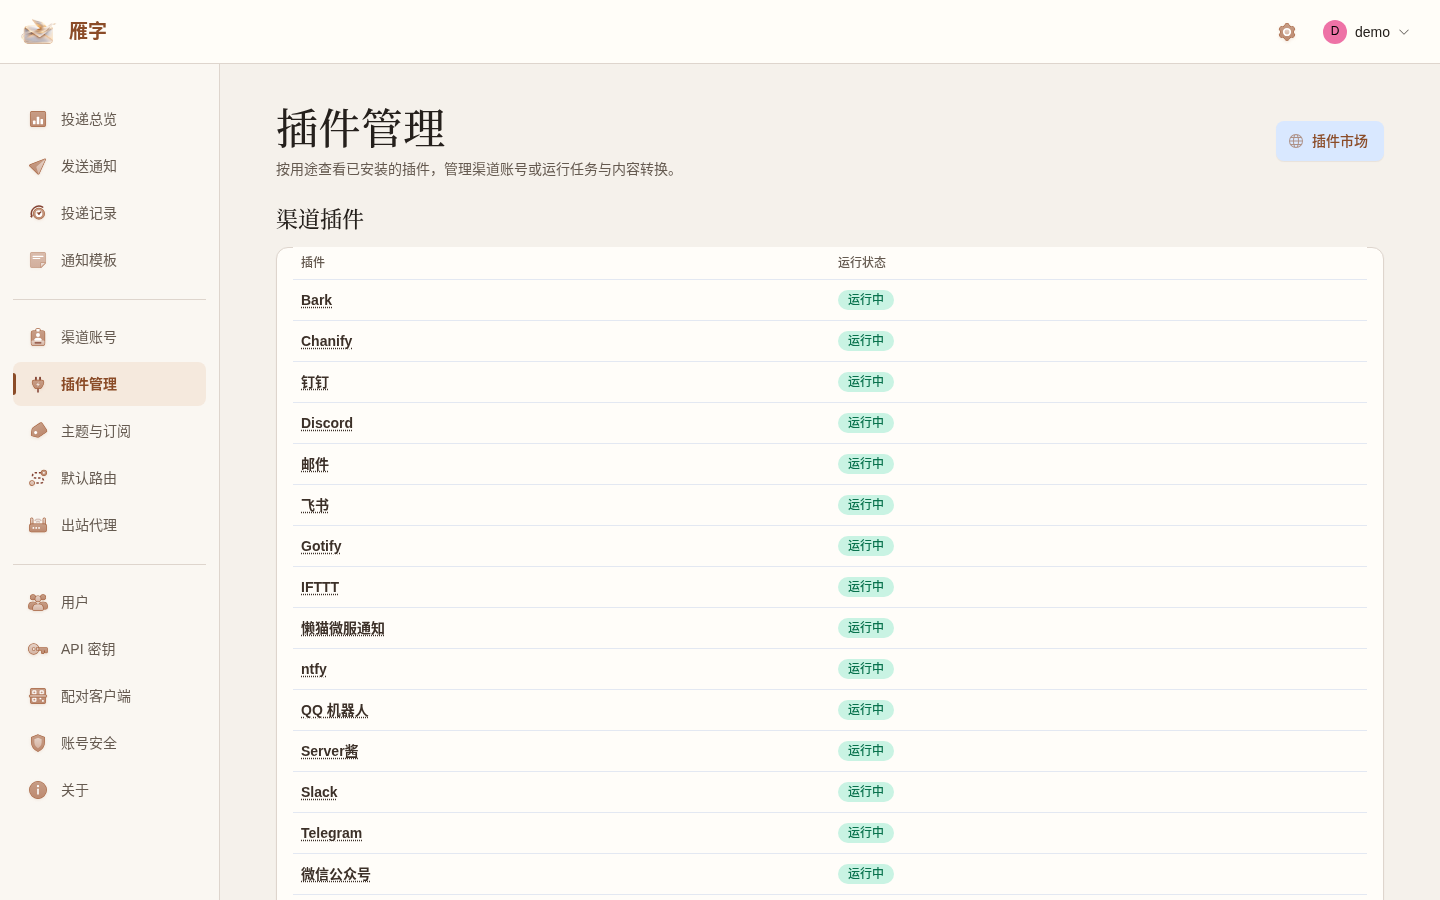 雁字
D demo
投递总览
发送通知
投递记录
通知模板
渠道账号
插件管理
主题与订阅
默认路由
出站代理
用户
API 密钥
配对客户端
账号安全
关于
插件管理
按用途查看已安装的插件，管理渠道账号或运行任务与内容转换。
插件市场
渠道插件
插件 运行状态
Bark 运行中
Chanify 运行中
钉钉 运行中
Discord 运行中
邮件 运行中
飞书 运行中
Gotify 运行中
IFTTT 运行中
懒猫微服通知 运行中
ntfy 运行中
QQ 机器人 运行中
Server酱 运行中
Slack 运行中
Telegram 运行中
微信公众号 运行中